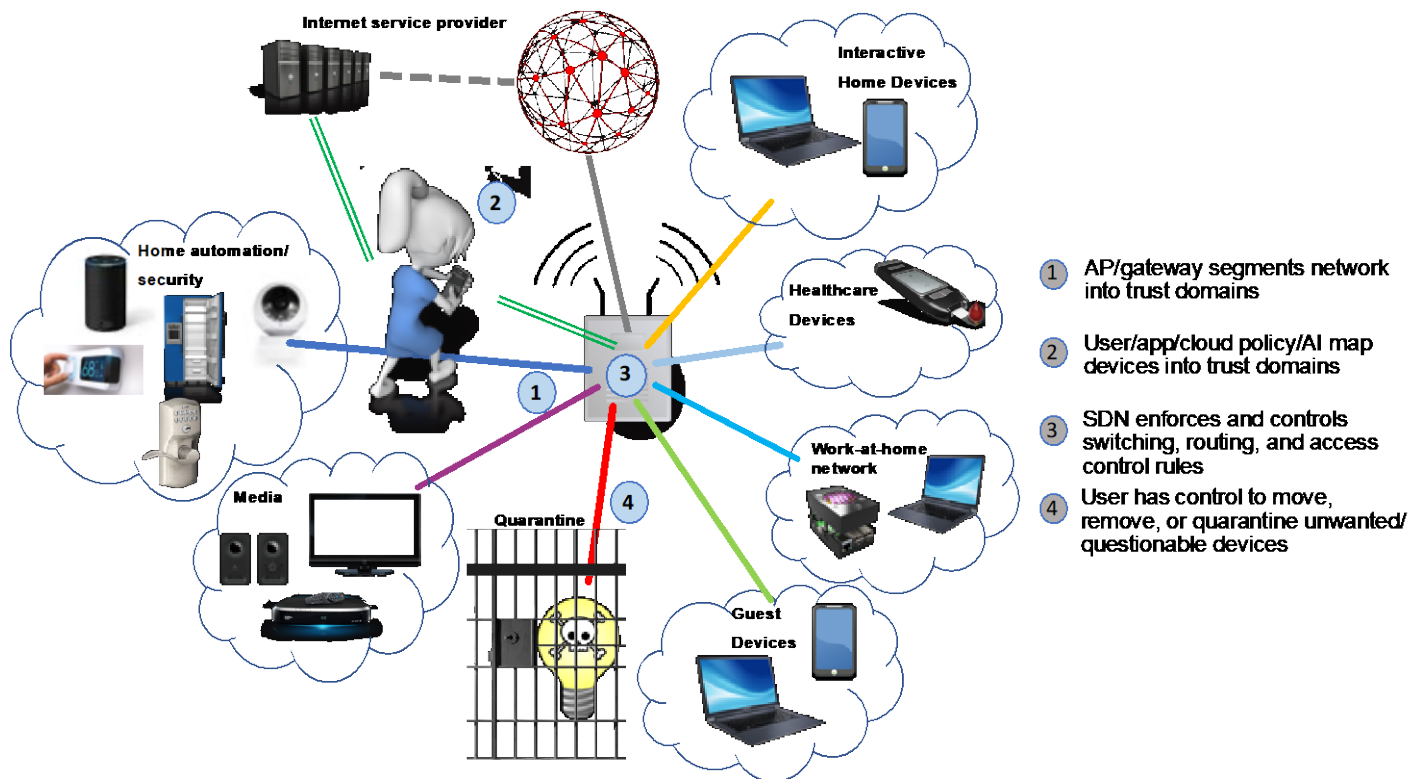 Internet service provider
Interactive
Home Devices
2
Home automation/
security
Healthcare
Devices
3
1
Work-at-home
network
Media
4
Quarantine
Guest
Devices
1 AP/gateway segments network
into trust domains
2 User/app/cloud policy/AI map
devices into trust domains
3 SDN enforces and controls
switching, routing, and access
control rules
4 User has control to move,
remove, or quarantine unwanted/
questionable devices